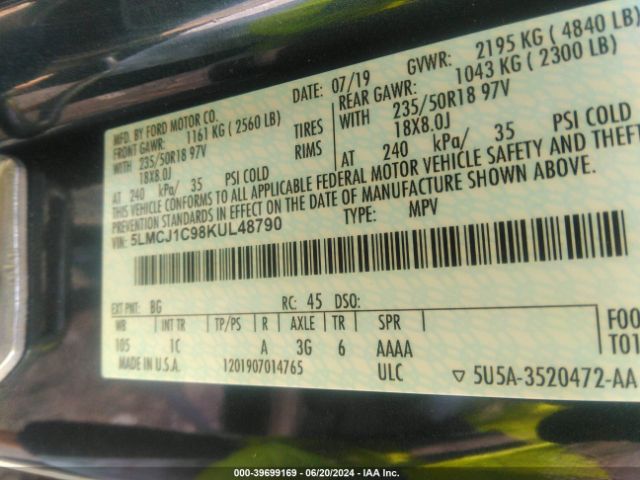 MFD. BY FORD MOTOR CO.
DATE: 07/19
GVWR: 2195 KG ( 4840 LB)
FRONT GAWR: 1161 KG ( 2560 LB)
REAR GAWR: 1043 KG ( 2300 LB)
WITH 235/50R18 97V TIRES WITH 235/50R18 97V
18X8.0J RIMS 18X8.0J
AT 240 kPa/ 35 PSI COLD AT 240 kPa/ 35 PSI COLD
THIS VEHICLE CONFORMS TO ALL APPLICABLE FEDERAL MOTOR VEHICLE SAFETY AND THEFT
PREVENTION STANDARDS IN EFFECT ON THE DATE OF MANUFACTURE SHOWN ABOVE.
VIN: 5LMCJ1C98KUL48790 TYPE: MPV
EXT PNT: BG RC: 45 DSO:
WB INT TR TP/PS R AXLE TR SPR
105 1C A 3G 6 AAAA
F00
T01
MADE IN U.S.A. 1201907014765 ULC ▽ 5U5A-3520472-AA
000-39699169 | 06/20/2024 | IAA Inc.